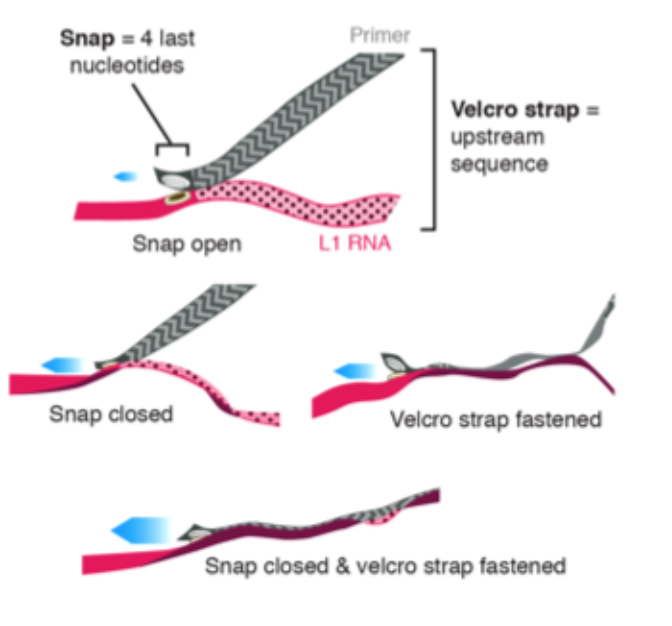 Snap = 4 last
nucleotides
Primer
Velcro strap =
upstream
sequence
Snap open
L1 RNA
Snap closed
Velcro strap fastened
Snap closed & velcro strap fastened